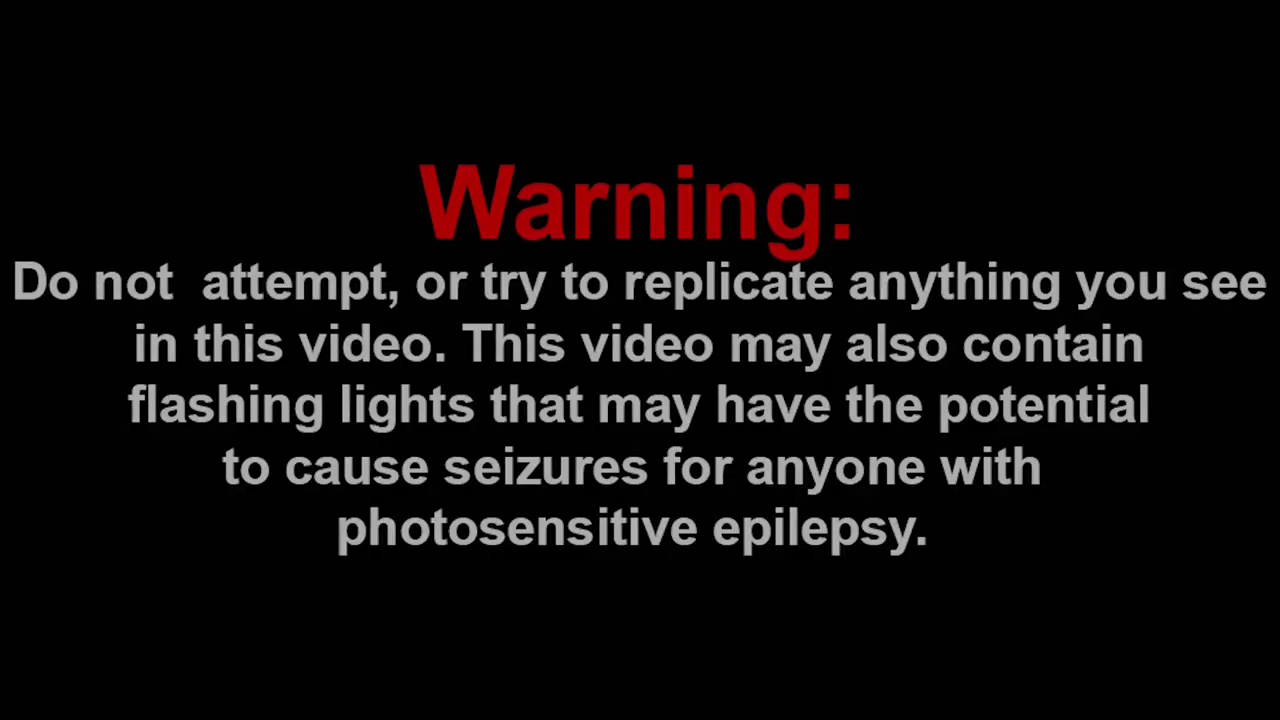 Warning:
Do not  attempt, or try to replicate anything you see
in this video. This video may also contain
flashing lights that may have the potential
to cause seizures for anyone with
photosensitive epilepsy.